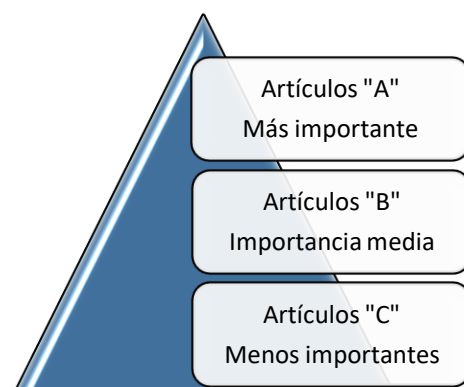 Artículos "A"
Más importante
Artículos "B"
Importancia media
Artículos "C"
Menos importantes